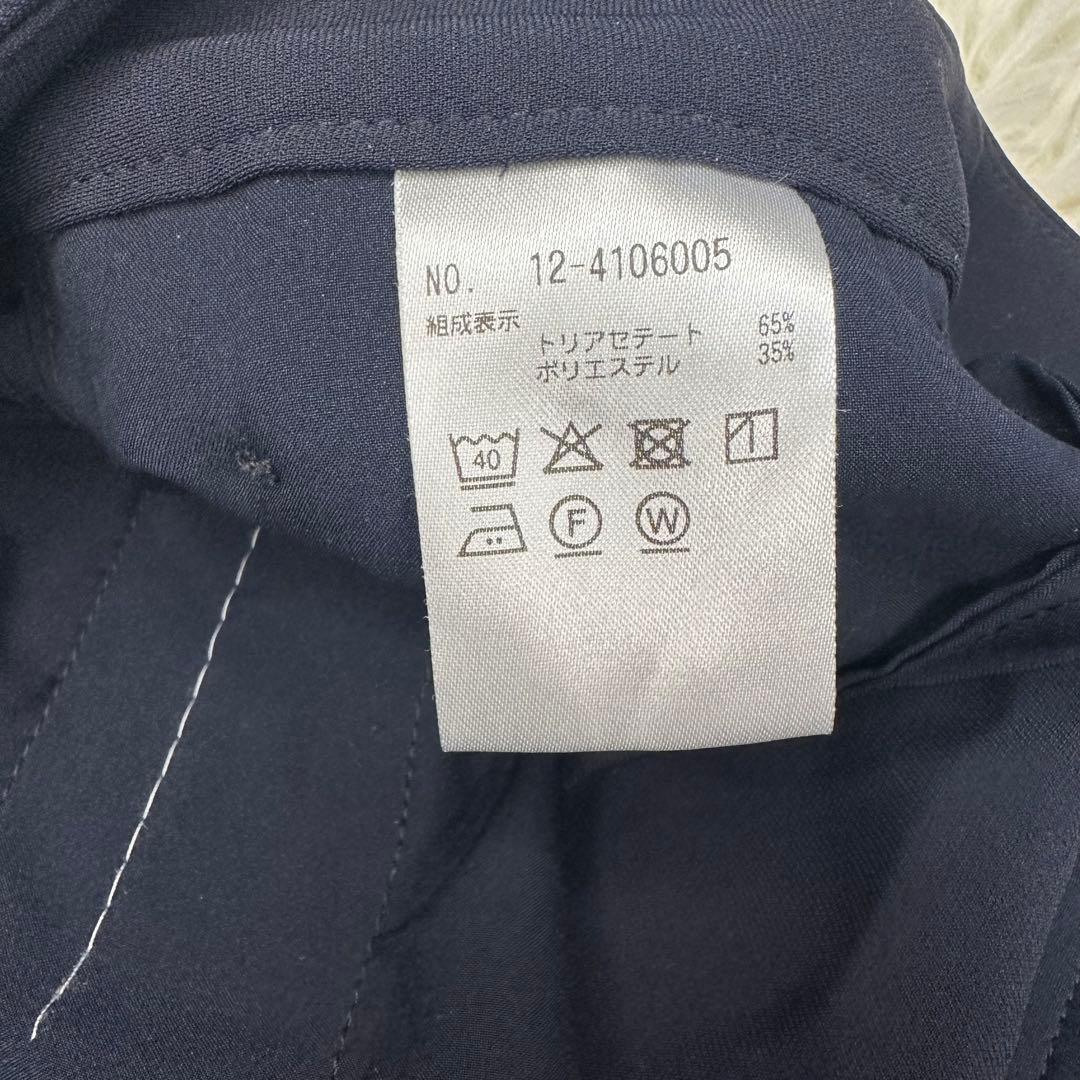 NO. 12-4106005
組成表示
トリアセテート 65%
ポリエステル 35%
40
F W